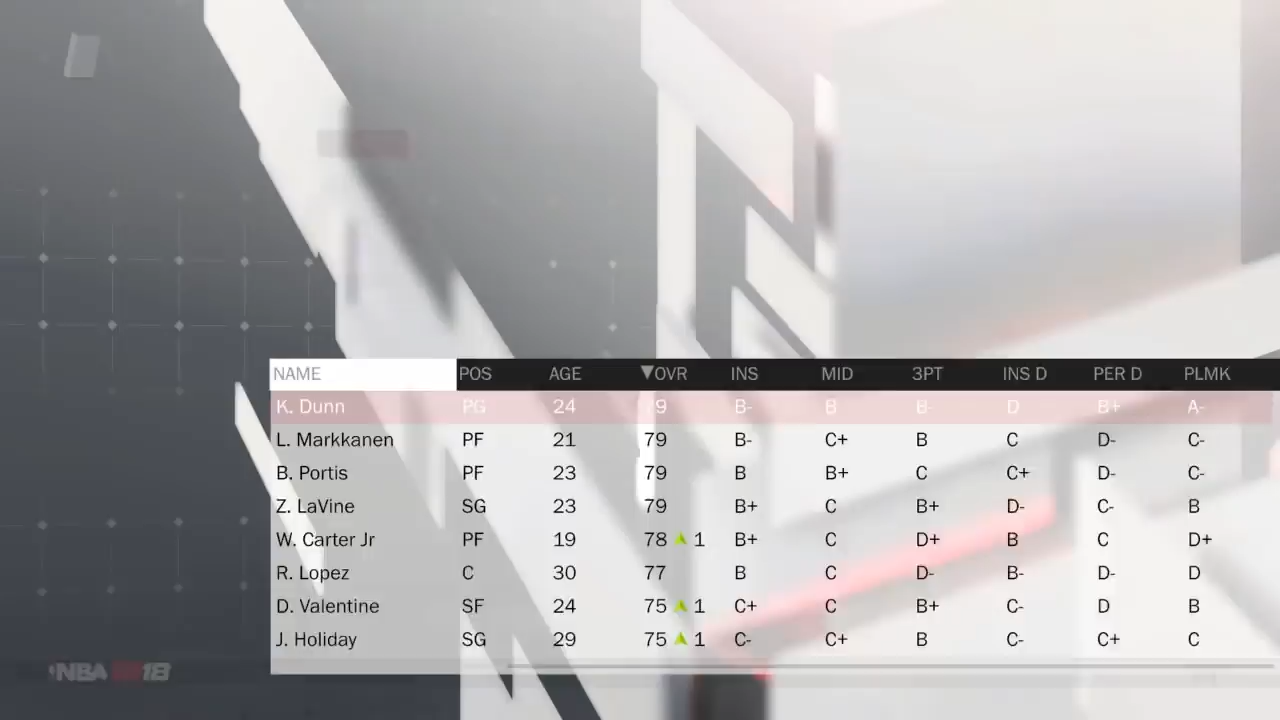 NAME POS AGE ▼OVR INS MID 3PT INS D PER D PLMK
K. Dunn PG 24 79 B- B B- D B+ A-
L. Markkanen PF 21 79 B- C+ B C D- C-
B. Portis PF 23 79 B B+ C C+ D- C-
Z. LaVine SG 23 79 B+ C B+ D- C- B
W. Carter Jr PF 19 78 ▲ 1 B+ C D+ B C D+
R. Lopez C 30 77 B C D- B- D- D
D. Valentine SF 24 75 ▲ 1 C+ C B+ C- D B
J. Holiday SG 29 75 ▲ 1 C- C+ B C- C+ C
NBA 2K18